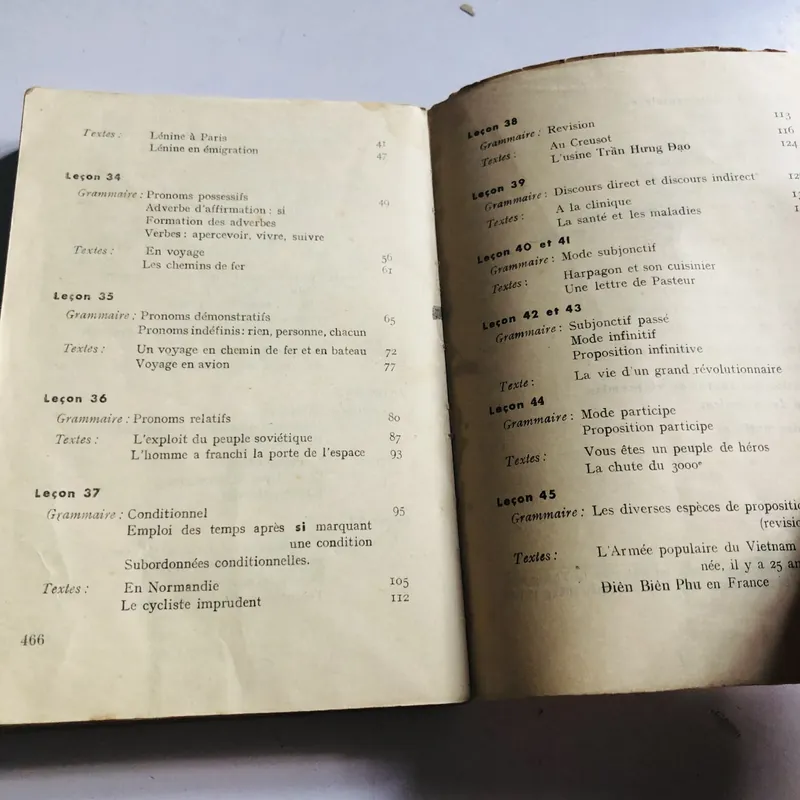 Textes : Lénine à Paris 41
Lénine en émigration 47
Leçon 34
Grammaire : Pronoms possessifs 49
Adverbe d'affirmation : si
Formation des adverbes
Verbes : apercevoir, vivre, suivre
Textes : En voyage 56
Les chemins de fer 61
Leçon 35
Grammaire : Pronoms démonstratifs 65
Pronoms indéfinis : rien, personne, chacun
Textes : Un voyage en chemin de fer et en bateau 72
Voyage en avion 77
Leçon 36
Grammaire : Pronoms relatifs 80
Textes : L'exploit du peuple soviétique 87
L'homme a franchi la porte de l'espace 93
Leçon 37
Grammaire : Conditionnel 95
Emploi des temps après si marquant
une condition
Subordonnées conditionnelles.
Textes : En Normandie 105
Le cycliste imprudent 112
466
Leçon 38
Grammaire : Revision 113
Textes : Au Creusot 116
L'usine Trần Hưng Đạo 124
Leçon 39
Grammaire : Discours direct et discours indirect
Textes : A la clinique
La santé et les maladies
Leçon 40 et 41
Grammaire : Mode subjonctif
Textes : Harpagon et son cuisinier
Une lettre de Pasteur
Leçon 42 et 43
Grammaire : Subjonctif passé
Mode infinitif
Proposition infinitive
Texte : La vie d'un grand révolutionnaire
Leçon 44
Grammaire : Mode participe
Proposition participe
Textes : Vous êtes un peuple de héros
La chute du 3000e
Leçon 45
Grammaire : Les diverses espèces de
Textes : L'Armée populaire du Vietnam
née, il y a 25
Điên Biên Phu en France